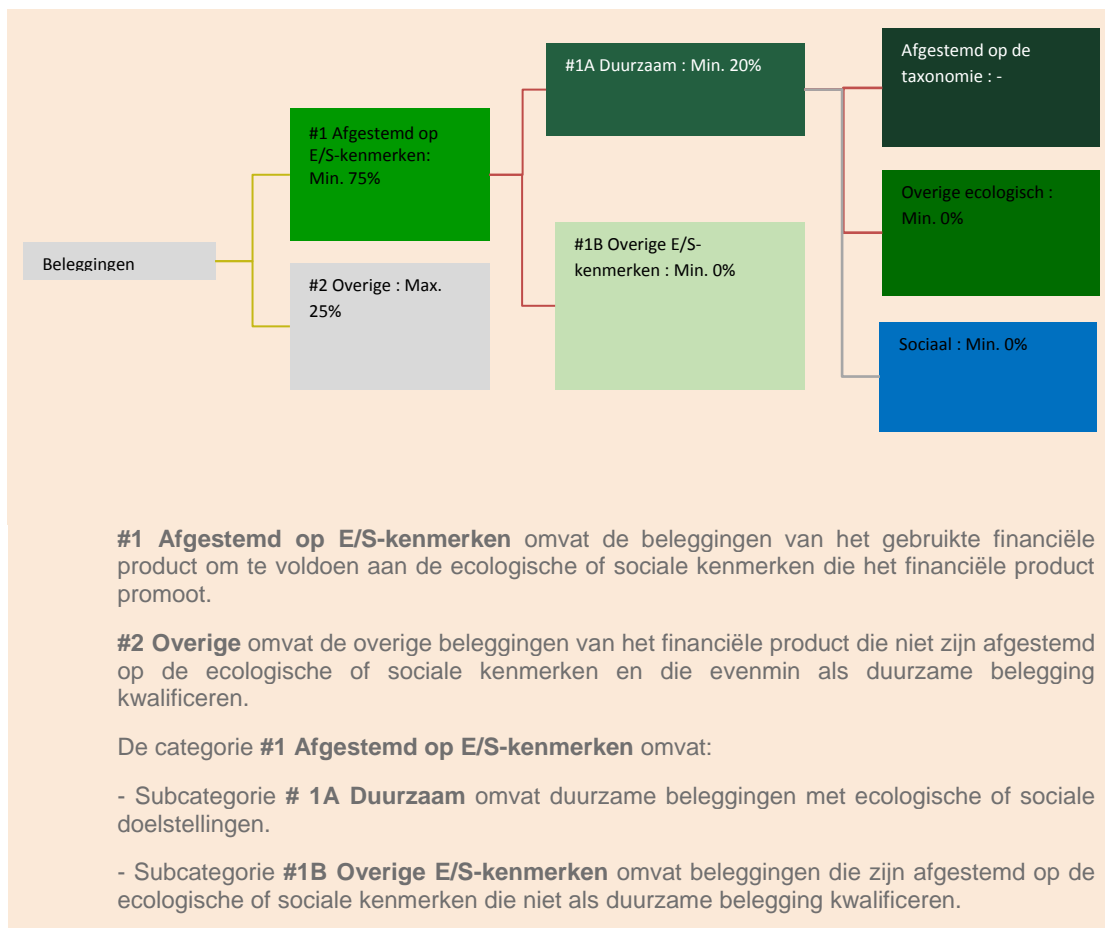 #1A Duurzaam : Min. 20%
Afgestemd op de
taxonomie : -
#1 Afgestemd op
E/S-kenmerken:
Min. 75%
Overige ecologisch :
Min. 0%
#1B Overige E/S-
kenmerken : Min. 0%
Beleggingen
#2 Overige : Max.
25%
Sociaal : Min. 0%
#1 Afgestemd op E/S-kenmerken omvat de beleggingen van het gebruikte financiële
product om te voldoen aan de ecologische of sociale kenmerken die het financiële product
promoot.
#2 Overige omvat de overige beleggingen van het financiële product die niet zijn afgestemd
op de ecologische of sociale kenmerken en die evenmin als duurzame belegging
kwalificeren.
De categorie #1 Afgestemd op E/S-kenmerken omvat:
- Subcategorie # 1A Duurzaam omvat duurzame beleggingen met ecologische of sociale
doelstellingen.
- Subcategorie #1B Overige E/S-kenmerken omvat beleggingen die zijn afgestemd op de
ecologische of sociale kenmerken die niet als duurzame belegging kwalificeren.